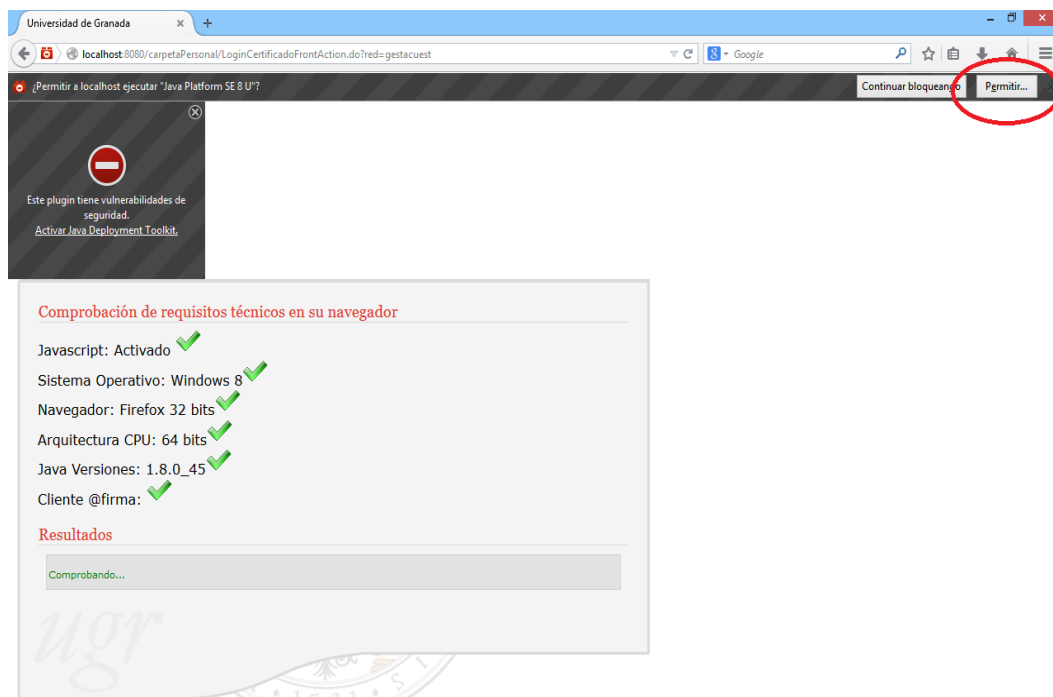 Universidad de Granada
localhost:8080/carpetaPersonal/LoginCertificadoFrontAction.do?red=gestacuest
8 Google
¿Permitir a localhost ejecutar "Java Platform SE 8 U"?
Continuar bloqueando Permitir...
Este plugin tiene vulnerabilidades de
seguridad.
Activar Java Deployment Toolkit.
Comprobación de requisitos técnicos en su navegador
Javascript: Activado
Sistema Operativo: Windows 8
Navegador: Firefox 32 bits
Arquitectura CPU: 64 bits
Java Versiones: 1.8.0_45
Cliente @firma:
Resultados
Comprobando...
ugr
1531